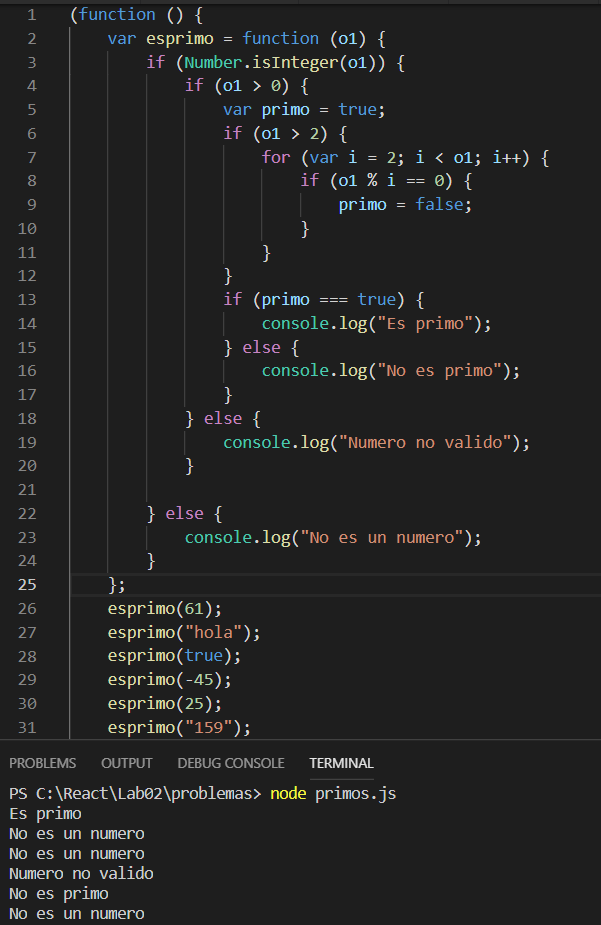 1 (function () {
2 var esprimo = function (o1) {
3 if (Number.isInteger(o1)) {
4 if (o1 > 0) {
5 var primo = true;
6 if (o1 > 2) {
7 for (var i = 2; i < o1; i++) {
8 if (o1 % i == 0) {
9 primo = false;
10 }
11 }
12 }
13 if (primo === true) {
14 console.log("Es primo");
15 } else {
16 console.log("No es primo");
17 }
18 } else {
19 console.log("Numero no valido");
20 }
21
22 } else {
23 console.log("No es un numero");
24 }
25 };
26 esprimo(61);
27 esprimo("hola");
28 esprimo(true);
29 esprimo(-45);
30 esprimo(25);
31 esprimo("159");
PROBLEMS OUTPUT DEBUG CONSOLE TERMINAL
PS C:\React\Lab02\problemas> node primos.js
Es primo
No es un numero
No es un numero
Numero no valido
No es primo
No es un numero